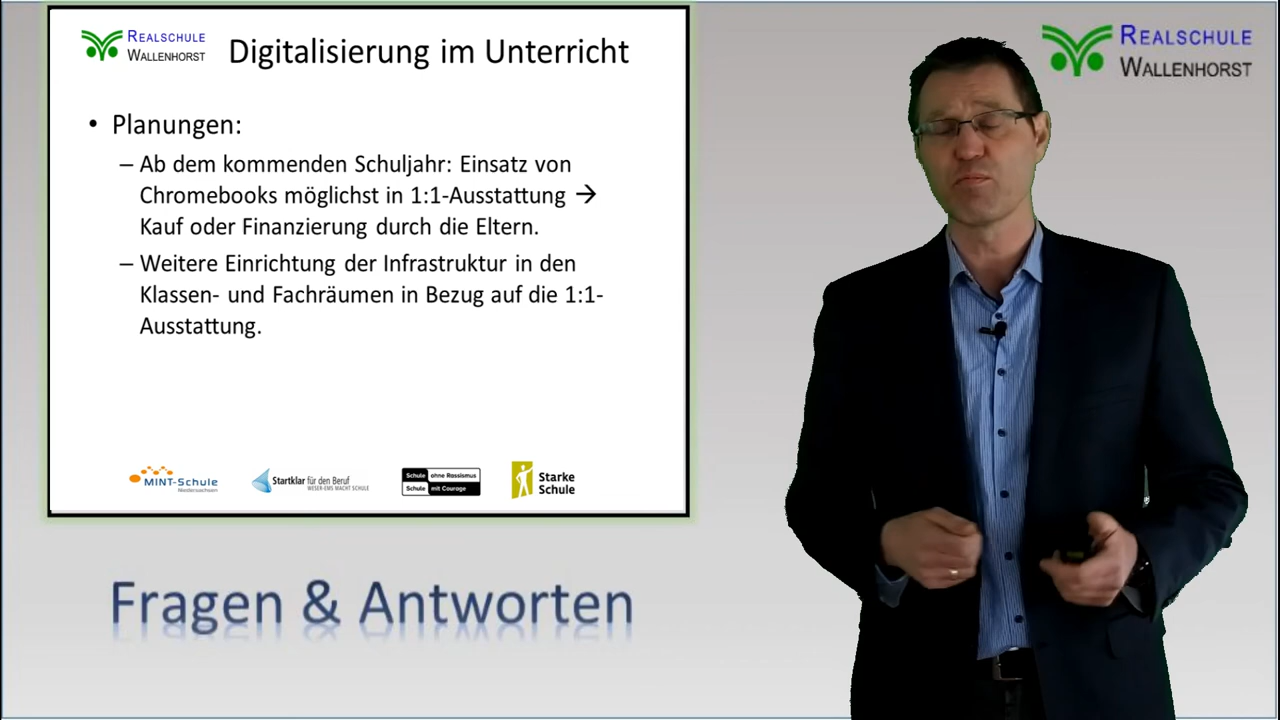 REALSCHULE
WALLENHORST
Digitalisierung im Unterricht
• Planungen:
– Ab dem kommenden Schuljahr: Einsatz von
Chromebooks möglichst in 1:1-Ausstattung →
Kauf oder Finanzierung durch die Eltern.
– Weitere Einrichtung der Infrastruktur in den
Klassen- und Fachräumen in Bezug auf die 1:1-
Ausstattung.
MINT-Schule
Niedersachsen
Startklar für den Beruf
WESER-EMS MACHT SCHULE
Schule ohne Rassismus
Schule mit Courage
Starke
Schule
Fragen & Antworten
REALSCHULE
WALLENHORST